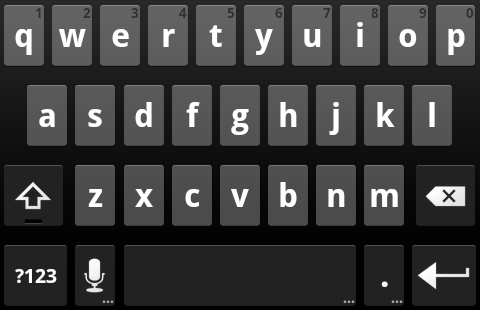 1 2 3 4 5 6 7 8 9 0
q w e r t y u i o p
a s d f g h j k l
z x c v b n m
?123 ... ... . ...